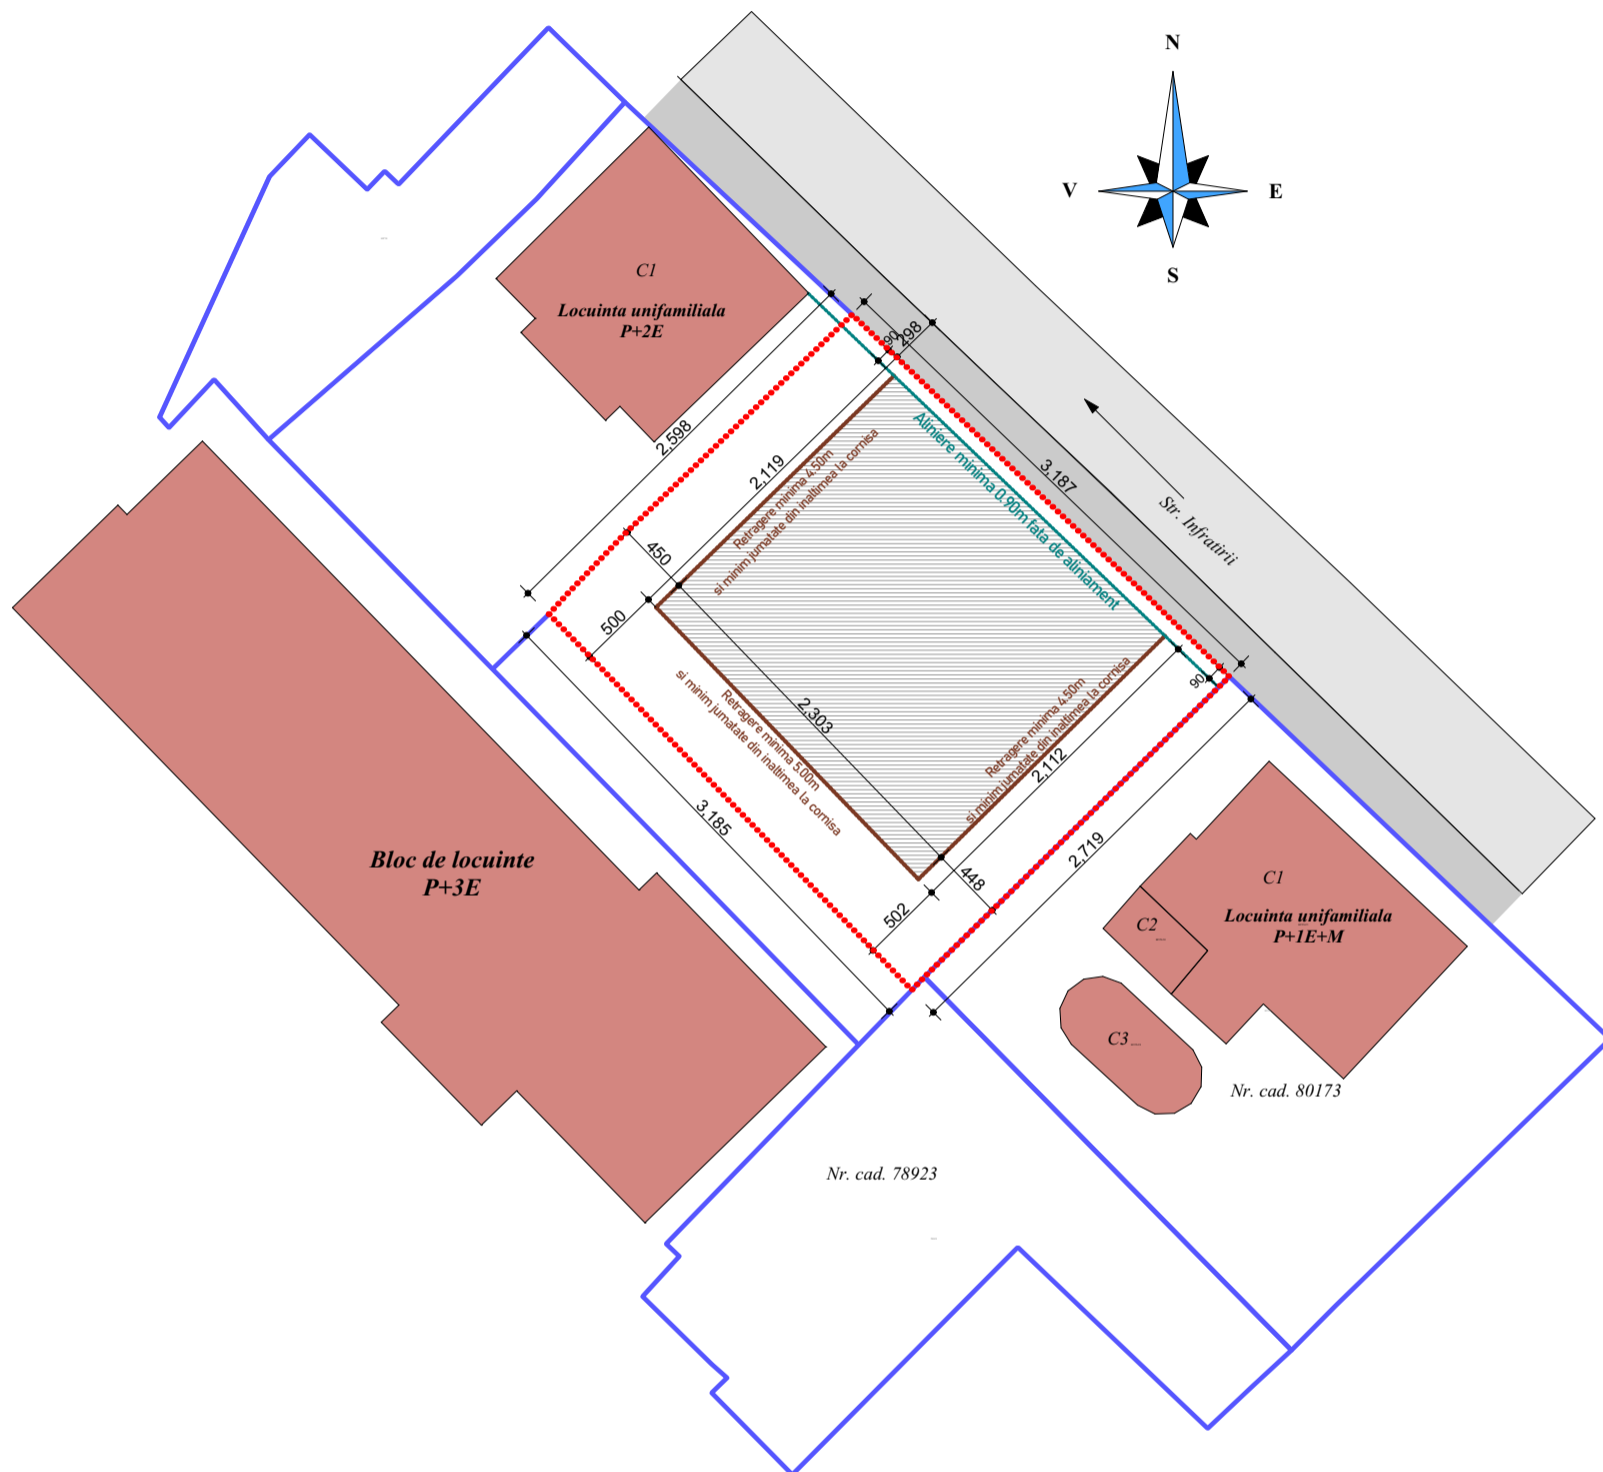 N
V
E
S
C1
Locuinta unifamiliala
P+2E
90
298
2,598
2,119
Retragere minima 4.50m
si minim jumatate din inaltimea la cornisa
Aliniere minima 0.90m fata de aliniament
3,187
Str. Infratirii
450
500
2,303
Retragere minima 5.00m
si minim jumatate din inaltimea la cornisa
Retragere minima 4.50m
si minim jumatate din inaltimea la cornisa
90
2,112
3,185
2,719
448
502
Bloc de locuinte
P+3E
C1
Locuinta unifamiliala
P+1E+M
C2
C3
Nr. cad. 80173
Nr. cad. 78923